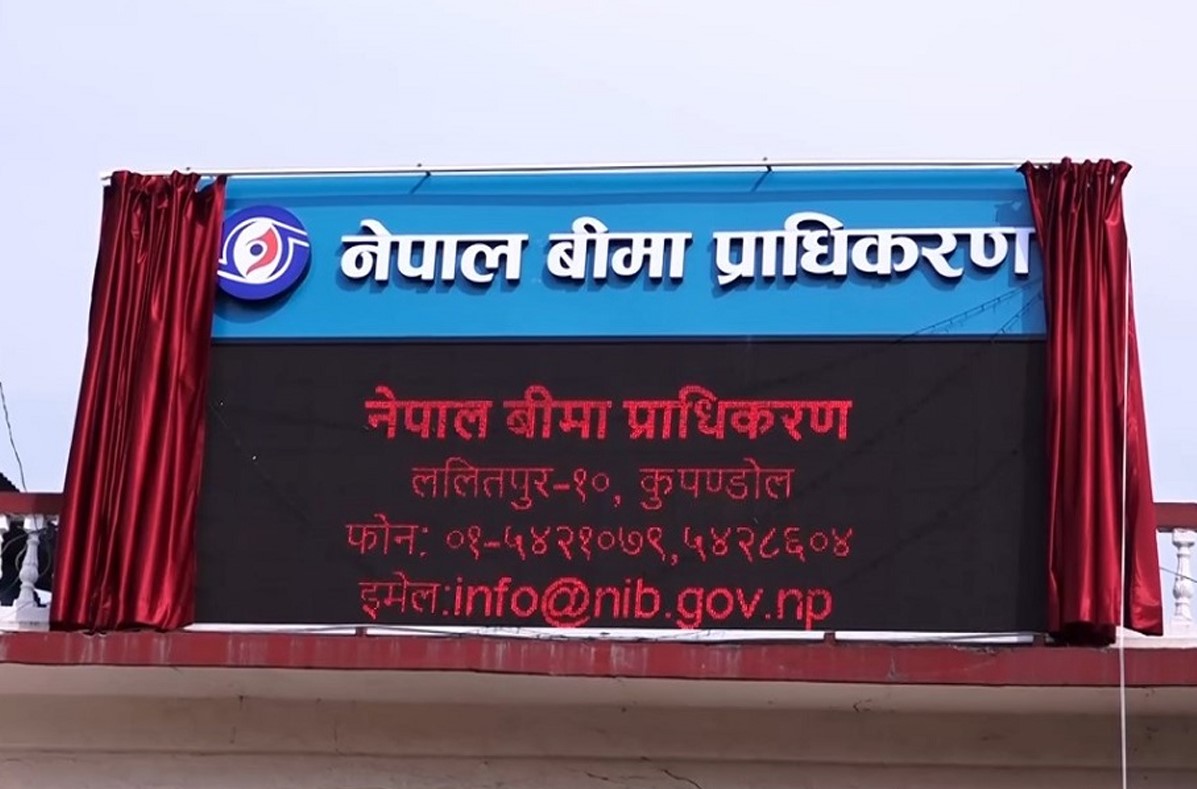 नेपाल बीमा प्राधिकरण
नेपाल बीमा प्राधिकरण
ललितपुर-१०, कुपण्डोल
फोन: ०१-५४२१०७९,५४२८६०४
इमेल:info@nib.gov.np